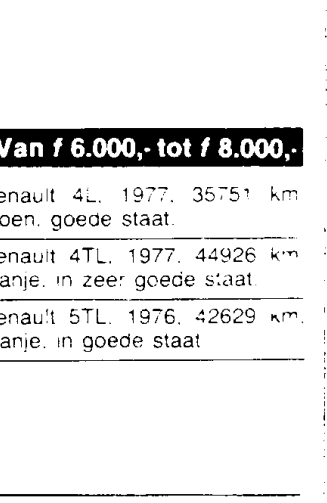 Van f 6.000,- tot f 8.000,-
enault 4L, 1977, 35751 km
oen, goede staat.
enault 4TL, 1977, 44926 km
anje, in zeer goede staat.
enault 5TL, 1976, 42629 km,
anje, in goede staat